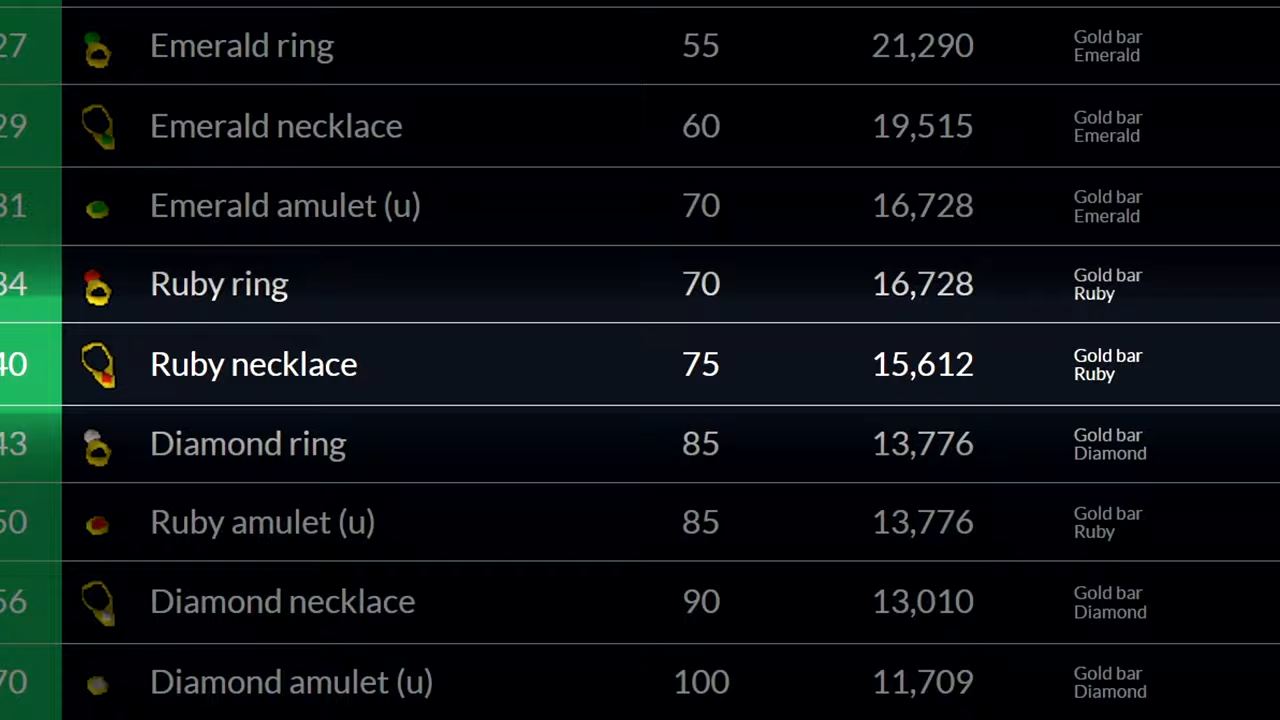 27 Emerald ring 55 21,290 Gold bar
Emerald
29 Emerald necklace 60 19,515 Gold bar
Emerald
31 Emerald amulet (u) 70 16,728 Gold bar
Emerald
34 Ruby ring 70 16,728 Gold bar
Ruby
40 Ruby necklace 75 15,612 Gold bar
Ruby
43 Diamond ring 85 13,776 Gold bar
Diamond
50 Ruby amulet (u) 85 13,776 Gold bar
Ruby
56 Diamond necklace 90 13,010 Gold bar
Diamond
70 Diamond amulet (u) 100 11,709 Gold bar
Diamond